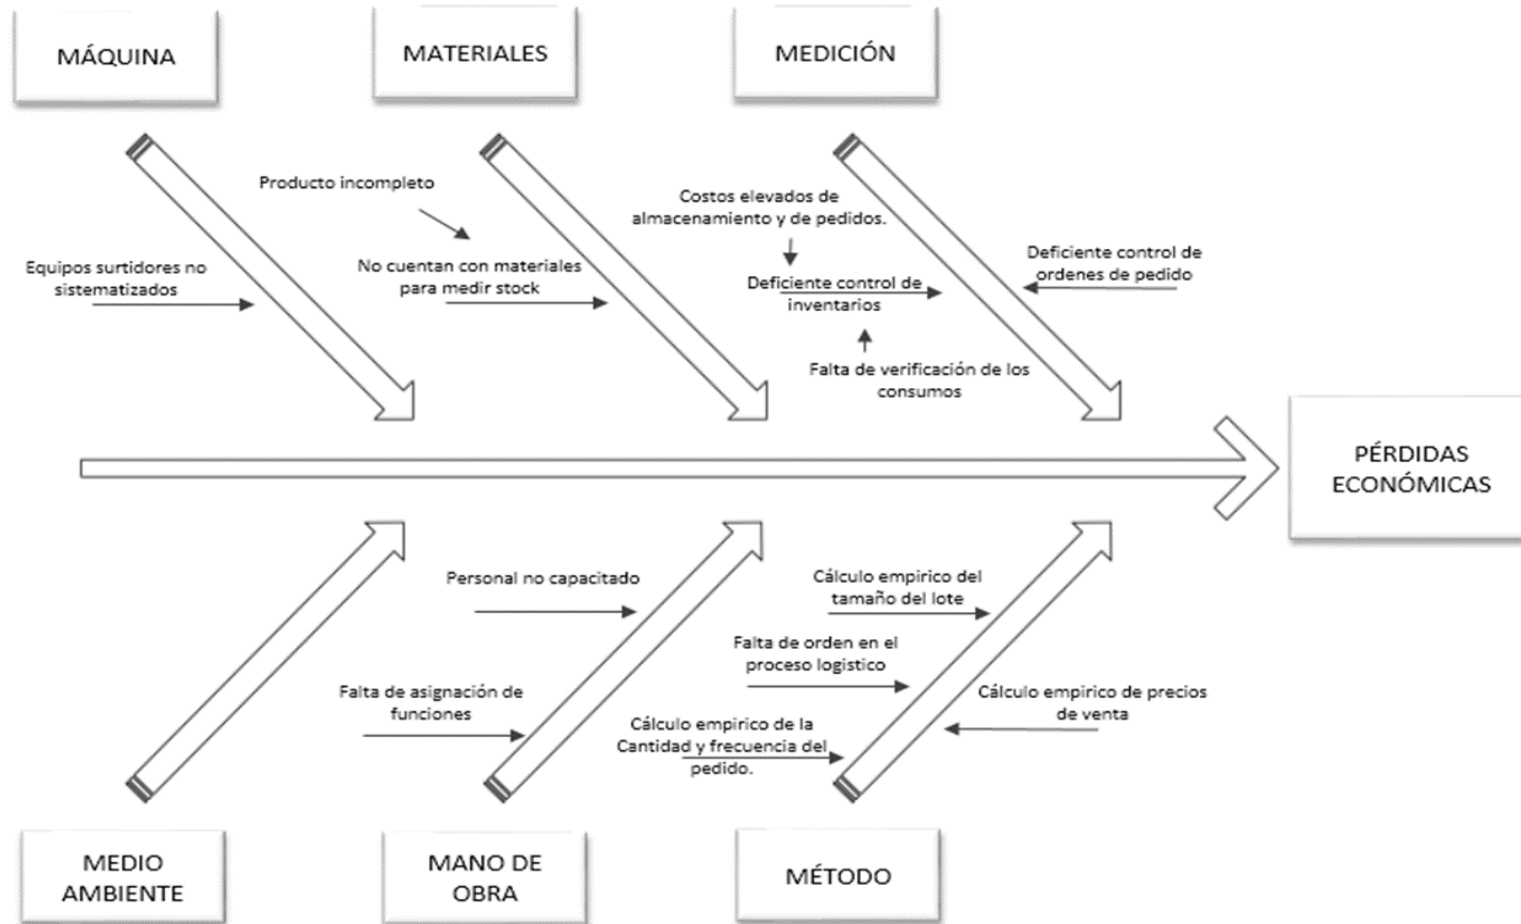 MÁQUINA
MATERIALES
MEDICIÓN
Producto incompleto
Costos elevados de
almacenamiento y de pedidos.
Equipos surtidores no
sistematizados
No cuentan con materiales
para medir stock
Deficiente control de
inventarios
Deficiente control de
ordenes de pedido
Falta de verificación de los
consumos
PÉRDIDAS
ECONÓMICAS
Personal no capacitado
Cálculo empirico del
tamaño del lote
Falta de orden en el
proceso logistico
Falta de asignación de
funciones
Cálculo empirico de la
Cantidad y frecuencia del
pedido.
Cálculo empirico de precios
de venta
MEDIO
AMBIENTE
MANO DE
OBRA
MÉTODO